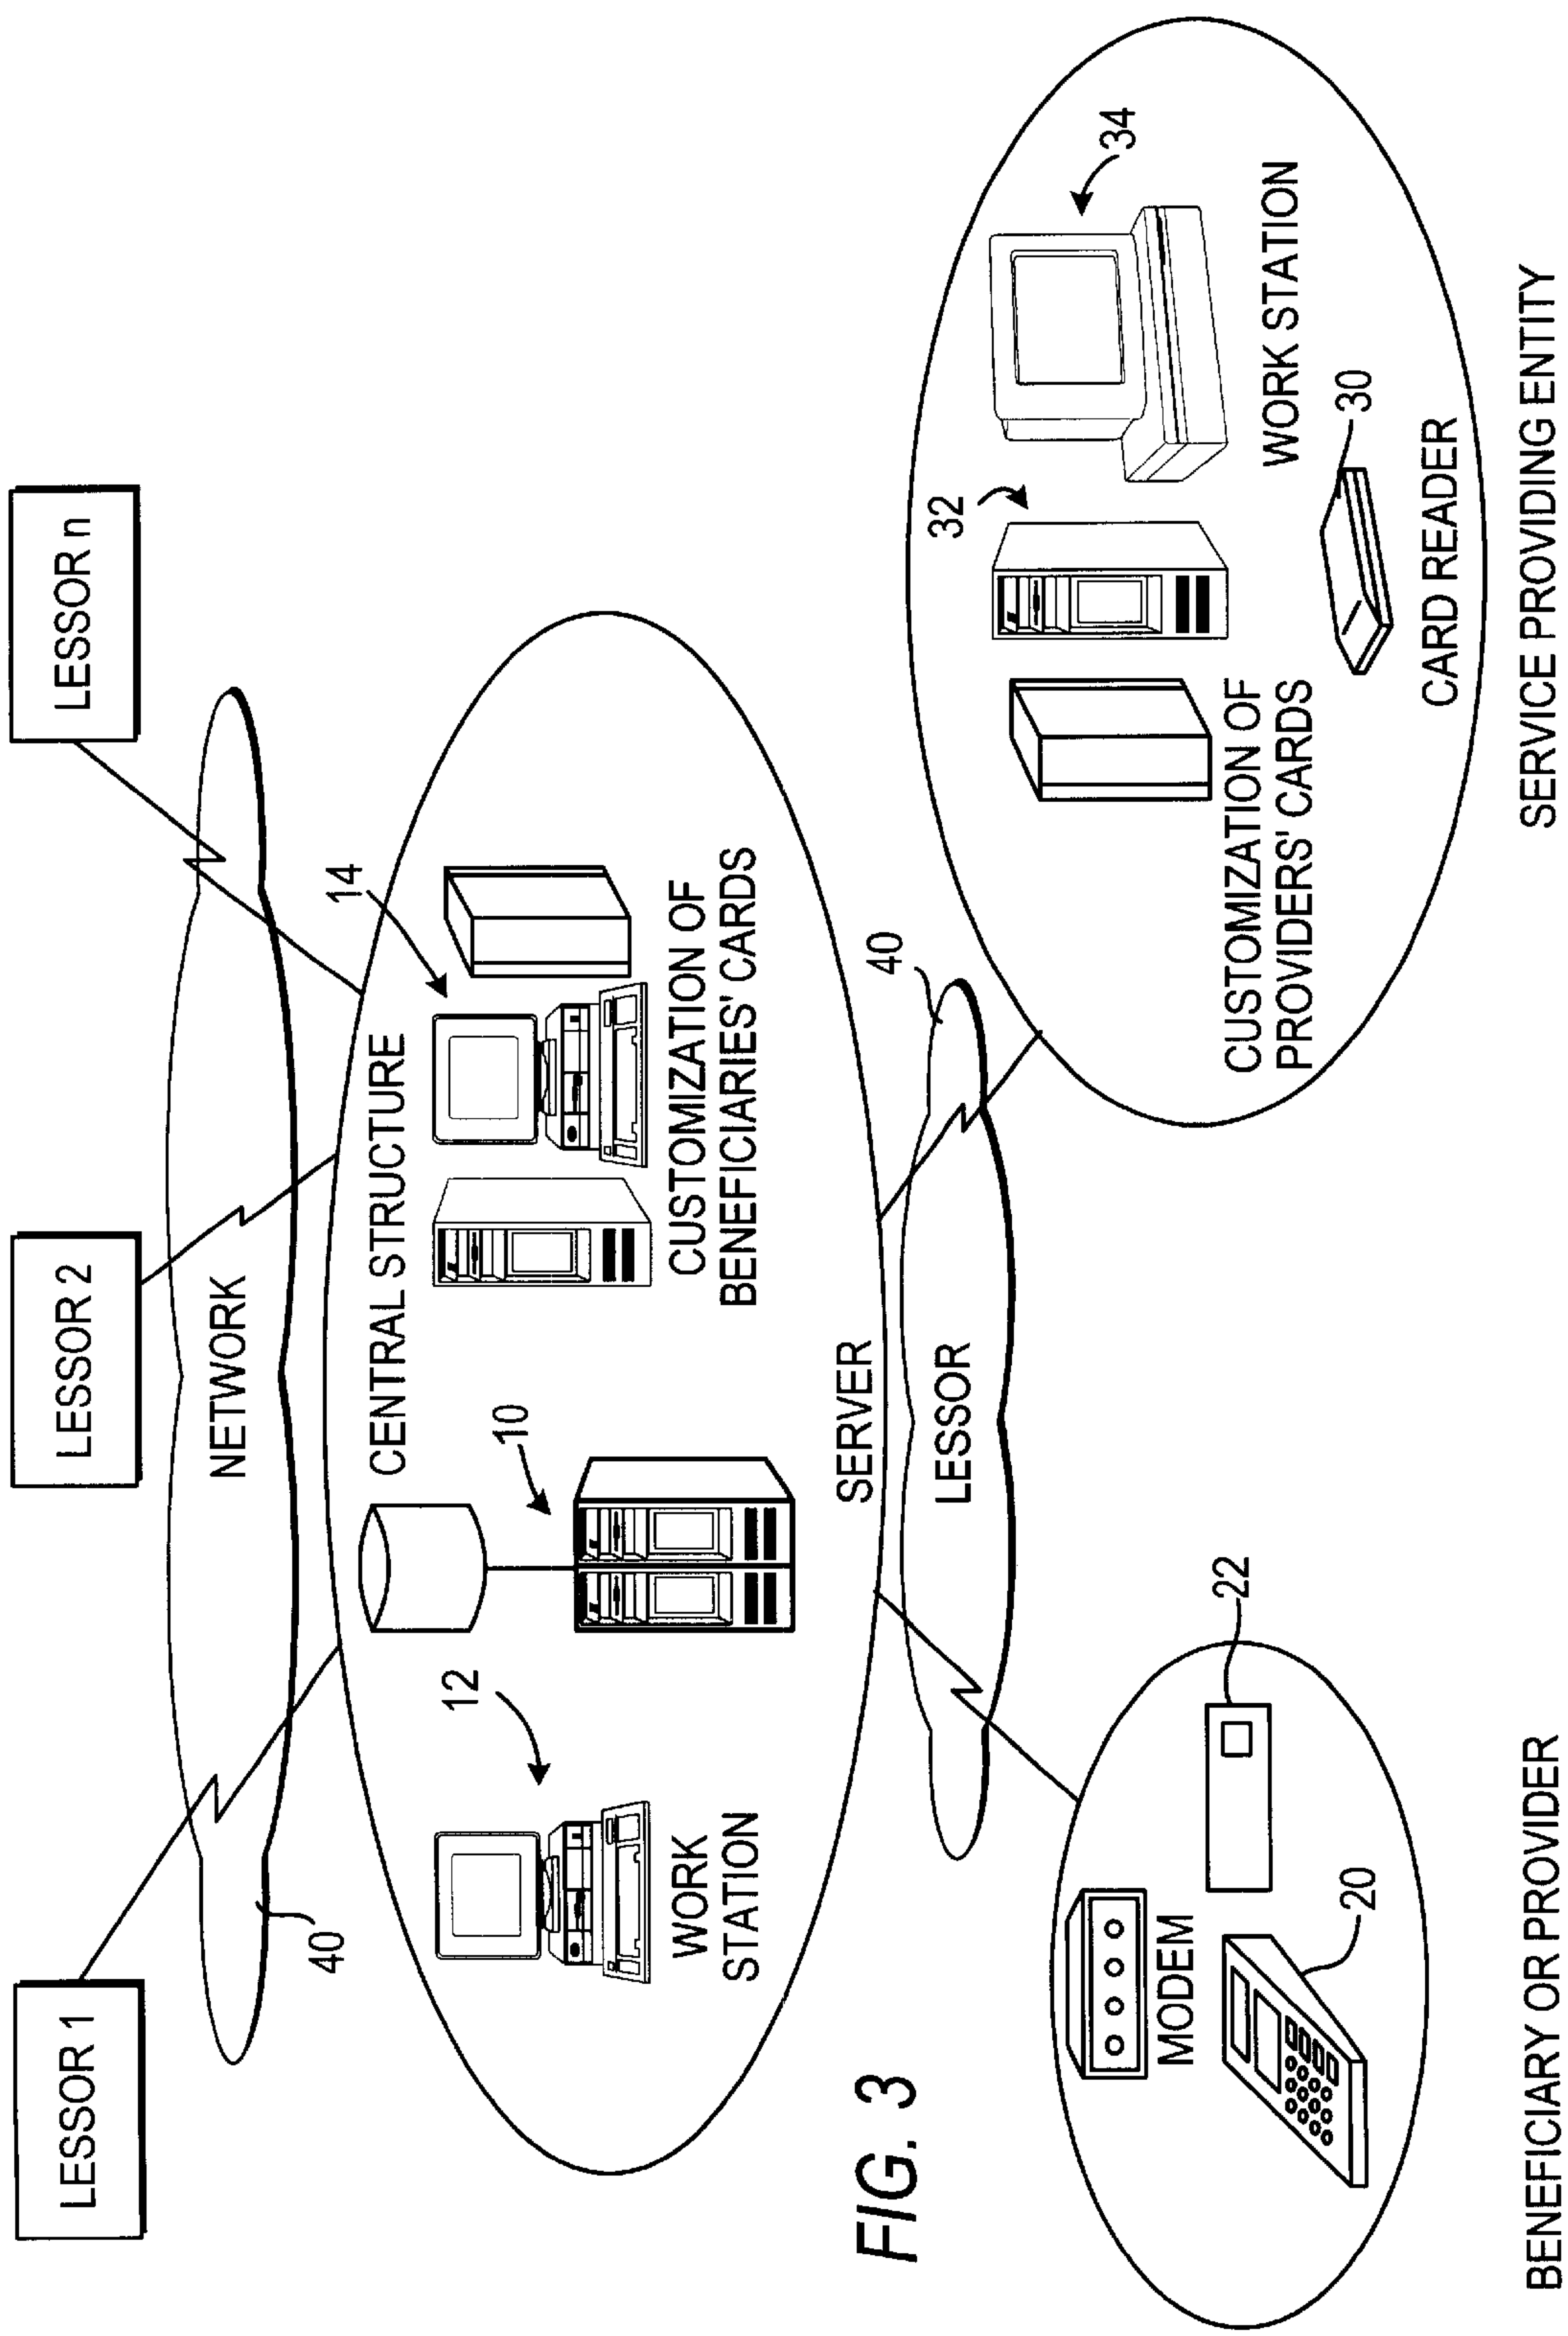 LESSOR 1
LESSOR 2
LESSOR n
NETWORK
40
CENTRAL STRUCTURE
14
12
10
WORK
STATION
CUSTOMIZATION OF
BENEFICIARIES' CARDS
SERVER
FIG. 3
LESSOR
40
MODEM
22
20
BENEFICIARY OR PROVIDER
32
34
CUSTOMIZATION OF
PROVIDERS' CARDS
WORK STATION
30
CARD READER
SERVICE PROVIDING ENTITY